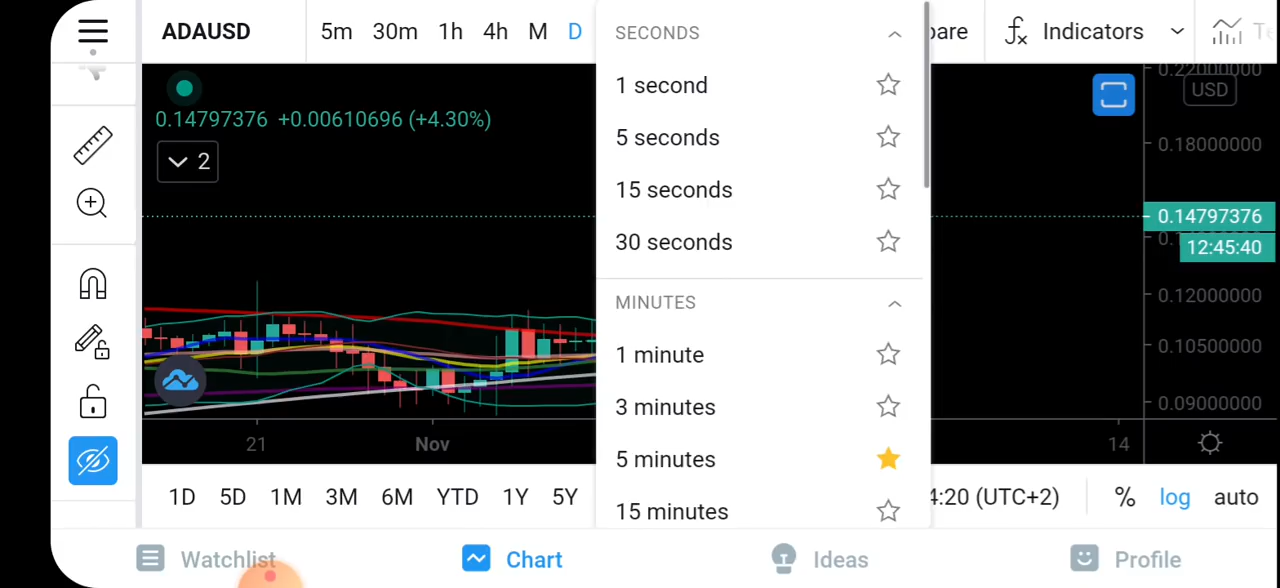 ADAUSD 5m 30m 1h 4h M D
pare Indicators
SECONDS
1 second
5 seconds
15 seconds
30 seconds
MINUTES
1 minute
3 minutes
5 minutes
15 minutes
0.14797376 +0.00610696 (+4.30%)
2
0.22000000
USD
0.18000000
0.14797376
12:45:40
0.12000000
0.10500000
0.09000000
21 Nov 14
1D 5D 1M 3M 6M YTD 1Y 5Y 4:20 (UTC+2) % log auto
Watchlist Chart Ideas Profile